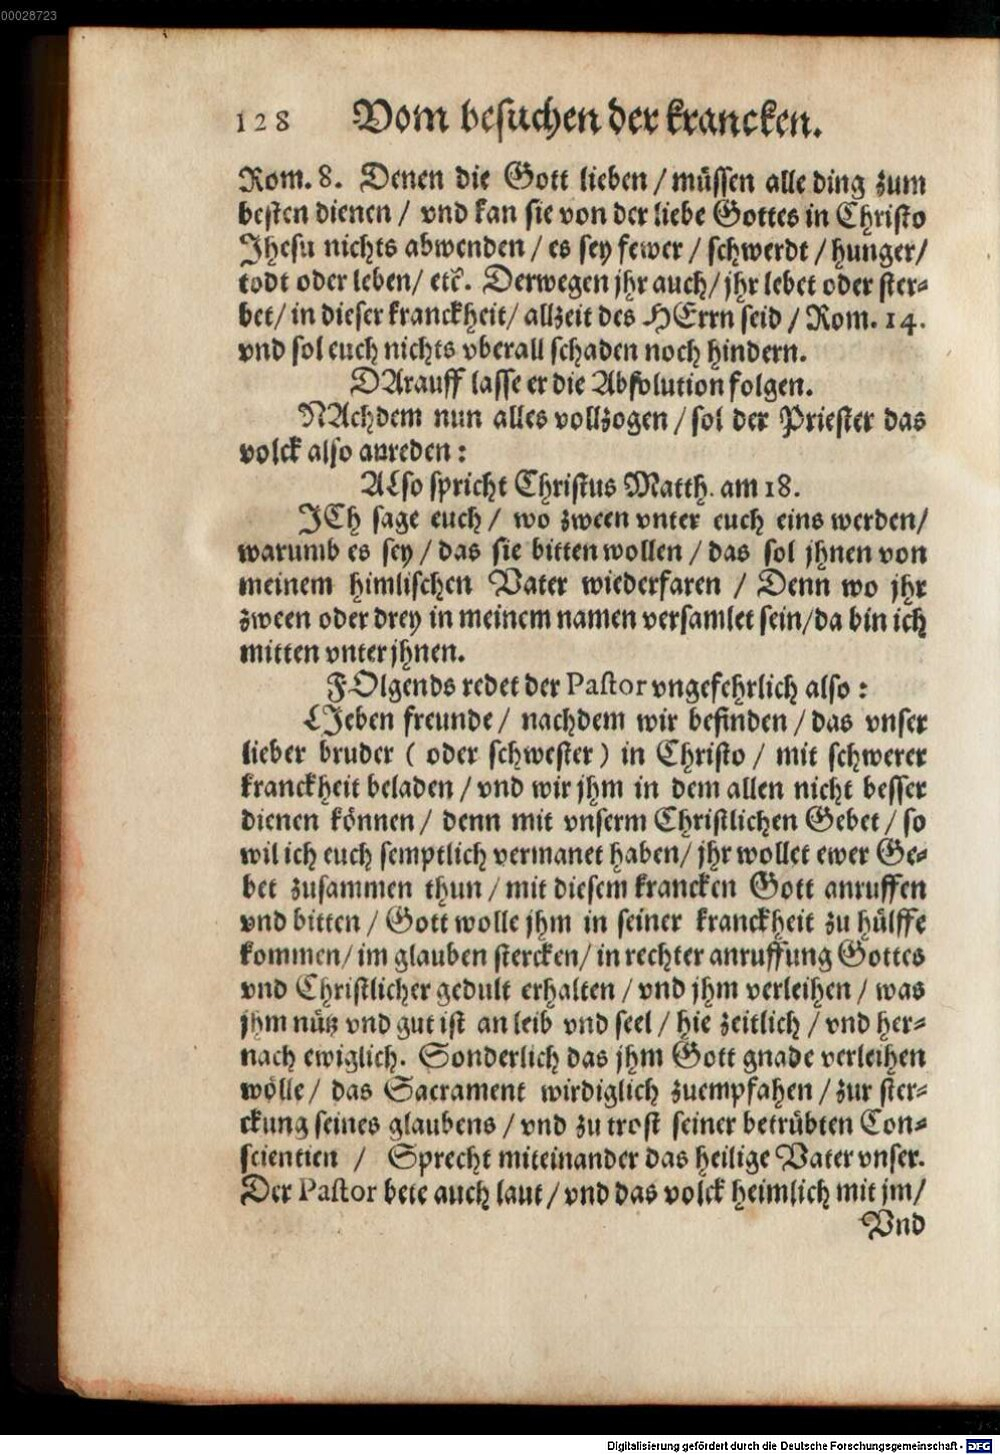 00028723
128 Vom besuchen der krancken.
Rom. 8. Denen die Gott lieben / müssen alle ding zum
besten dienen / vnd kan sie von der liebe Gottes in Christo
Jhesu nichts abwenden / es sey fewer / schwerdt / hunger/
todt oder leben/ etc. Derwegen jhr auch/ jhr lebet oder ster-
bet/ in dieser kranckheit/ allzeit des HErrn seid / Rom. 14.
vnd sol euch nichts vberall schaden noch hindern.
DArauff lasse er die Absolution folgen.
NAchdem nun alles vollzogen / sol der Priester das
volck also anreden:
ALso spricht Christus Matth. am 18.
JCh sage euch / wo zween vnter euch eins werden/
warumb es sey / das sie bitten wollen / das sol jhnen von
meinem himlischen Vater wiederfaren / Denn wo jhr
zween oder drey in meinem namen versamlet sein/da bin ich
mitten vnter jhnen.
FOlgends redet der Pastor vngefehrlich also:
LJeben freunde / nachdem wir befinden / das vnser
lieber bruder ( oder schwester ) in Christo / mit schwerer
kranckheit beladen / vnd wir jhm in dem allen nicht besser
dienen können / denn mit vnserm Christlichen Gebet / so
wil ich euch semptlich vermanet haben/ jhr wollet ewer Ge-
bet zusammen thun / mit diesem krancken Gott anruffen
vnd bitten / Gott wolle jhm in seiner kranckheit zu hülffe
kommen/ im glauben stercken/ in rechter anruffung Gottes
vnd Christlicher gedult erhalten / vnd jhm verleihen / was
jhm nütz vnd gut ist an leib vnd seel / hie zeitlich / vnd her-
nach ewiglich. Sonderlich das jhm Gott gnade verleihen
wölle / das Sacrament wirdiglich zuempfahen / zur ster-
ckung seines glaubens / vnd zu trost seiner betrübten Con-
scientien / Sprecht miteinander das heilige Vater vnser.
Der Pastor bete auch laut / vnd das volck heimlich mit jm/
Vnd
Digitalisierung gefördert durch die Deutsche Forschungsgemeinschaft - DFG